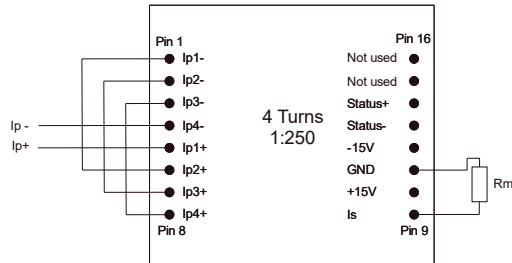 Pin 1
Ip1-
Ip2-
Ip3-
Ip4-
Ip1+
Ip2+
Ip3+
Ip4+
Pin 8
Ip -
Ip+
4 Turns
1:250
Pin 16
Not used
Not used
Status+
Status-
-15V
GND
+15V
Is
Pin 9
Rm